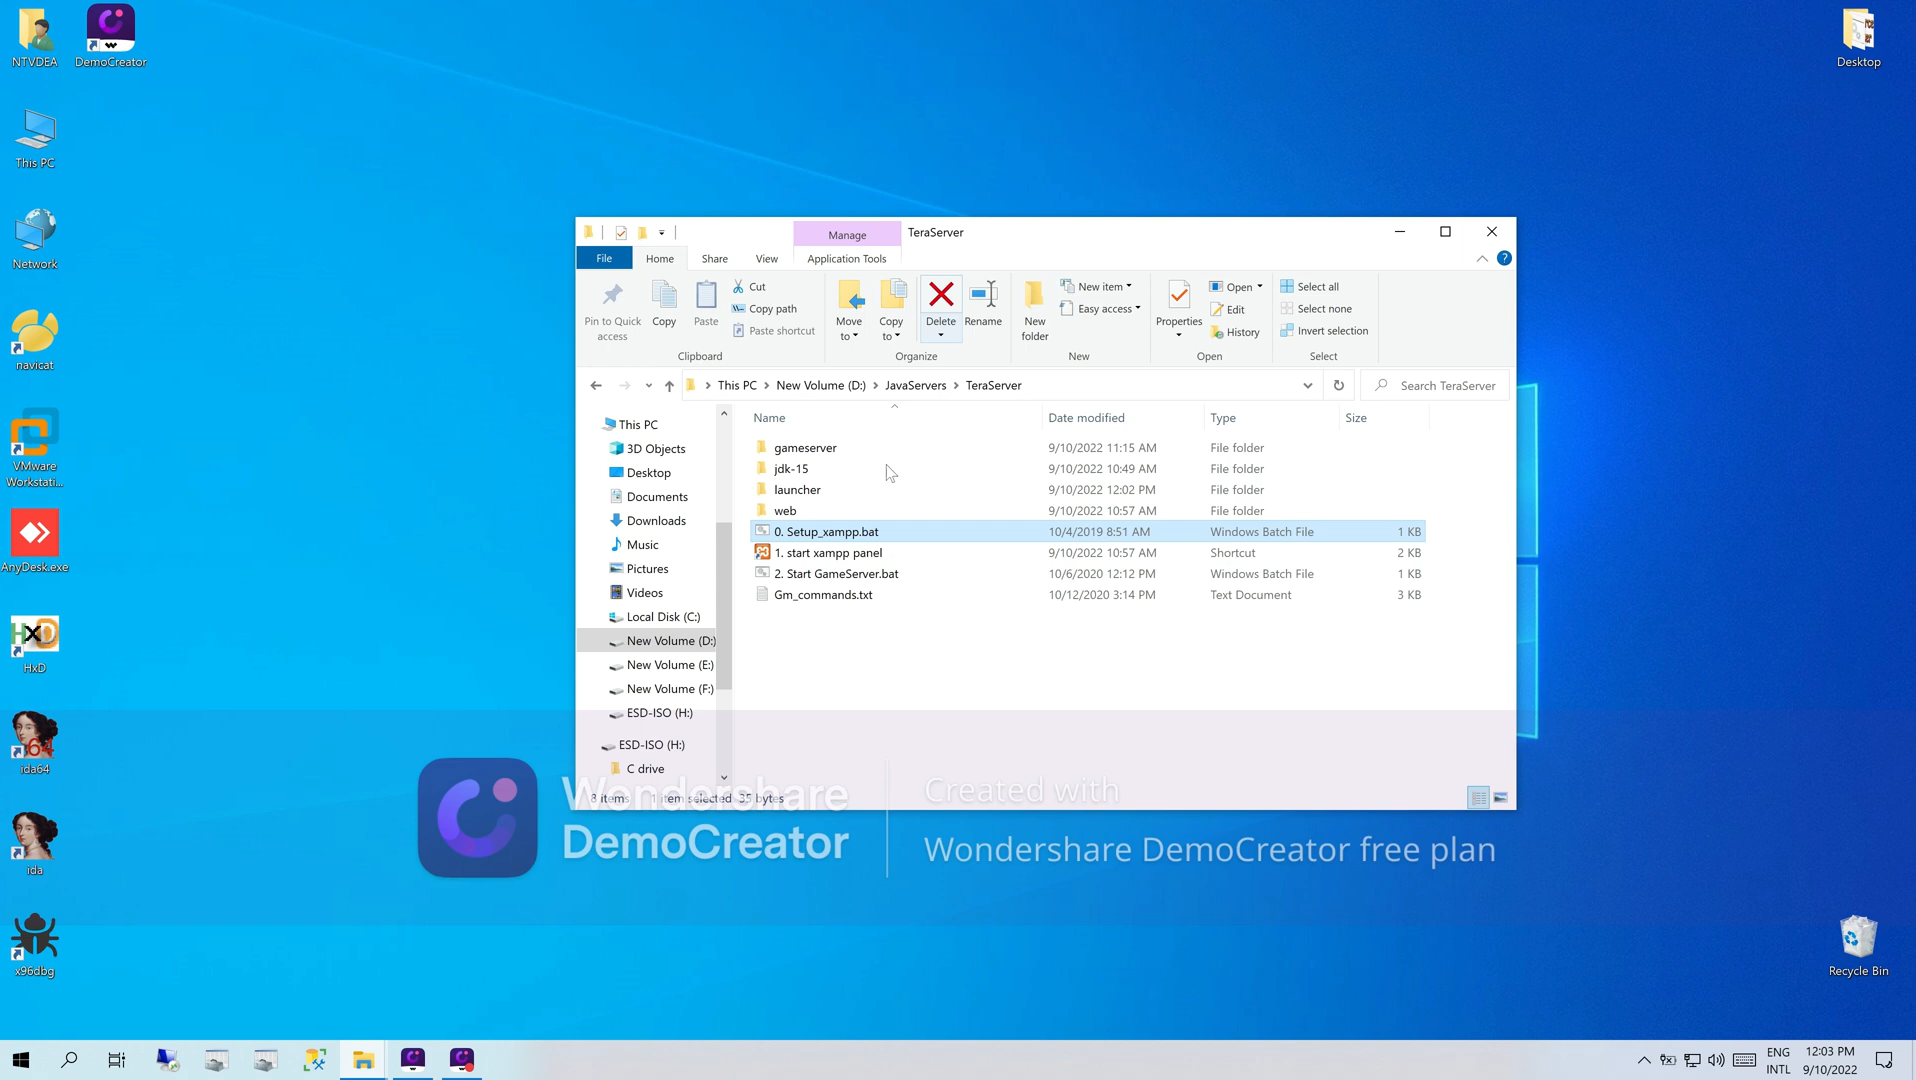 NTVDEA
DemoCreator
This PC
Network
navicat
VMware
Workstati...
AnyDesk.exe
HxD
HxD
64
ida64
ida
x96dbg
Desktop
Recycle Bin
Manage
TeraServer
File
Home
Share
View
Application Tools
?
Pin to Quick
access
Copy
Paste
Cut
Copy path
Paste shortcut
Clipboard
Move
to
Copy
to
Delete
Rename
Organize
New
folder
New item
Easy access
New
Properties
Open
Edit
History
Open
Select all
Select none
Invert selection
Select
This PC
New Volume (D:)
JavaServers
TeraServer
Search TeraServer
This PC
3D Objects
Desktop
Documents
Downloads
Music
Pictures
Videos
Local Disk (C:)
New Volume (D:)
New Volume (E:)
New Volume (F:)
ESD-ISO (H:)
ESD-ISO (H:)
C drive
Name Date modified Type Size
gameserver 9/10/2022 11:15 AM File folder
jdk-15 9/10/2022 10:49 AM File folder
launcher 9/10/2022 12:02 PM File folder
web 9/10/2022 10:57 AM File folder
0. Setup_xampp.bat 10/4/2019 8:51 AM Windows Batch File 1 KB
1. start xampp panel 9/10/2022 10:57 AM Shortcut 2 KB
2. Start GameServer.bat 10/6/2020 12:12 PM Windows Batch File 1 KB
Gm_commands.txt 10/12/2020 3:14 PM Text Document 3 KB
8 items 1 item selected 35 bytes
Wondershare
DemoCreator
Created with
Wondershare DemoCreator free plan
ENG
INTL
12:03 PM
9/10/2022